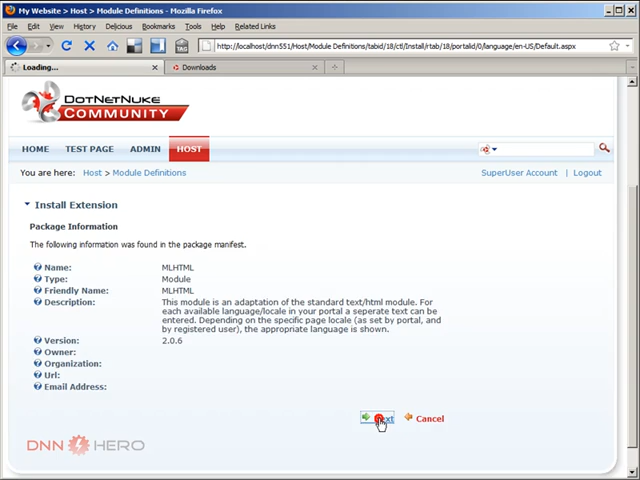 My Website > Host > Module Definitions - Mozilla Firefox
File Edit View History Delicious Bookmarks Tools Help Related Links
http://localhost/dnn551/Host/Module Definitions/tabid/18/ctl/Install/rtab/18/portalid/0/language/en-US/Default.aspx
Loading... Downloads
DotNetNuke
COMMUNITY
HOME TEST PAGE ADMIN HOST
You are here: Host > Module Definitions SuperUser Account | Logout
Install Extension
Package Information
The following information was found in the package manifest.
Name: MLHTML
Type: Module
Friendly Name: MLHTML
Description: This module is an adaptation of the standard text/html module. For
each available language/locale in your portal a seperate text can be
entered. Depending on the specific page locale (as set by portal, and
by registered user), the appropriate language is shown.
Version: 2.0.6
Owner:
Organization:
Url:
Email Address:
Cancel
DNN HERO